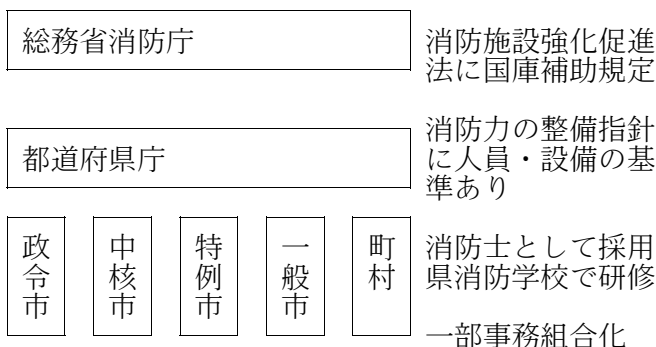 総務省消防庁
消防施設強化促進
法に国庫補助規定
都道府県庁
消防力の整備指針
に人員・設備の基
準あり
政令市
中核市
特例市
一般市
町村
消防士として採用
県消防学校で研修
一部事務組合化